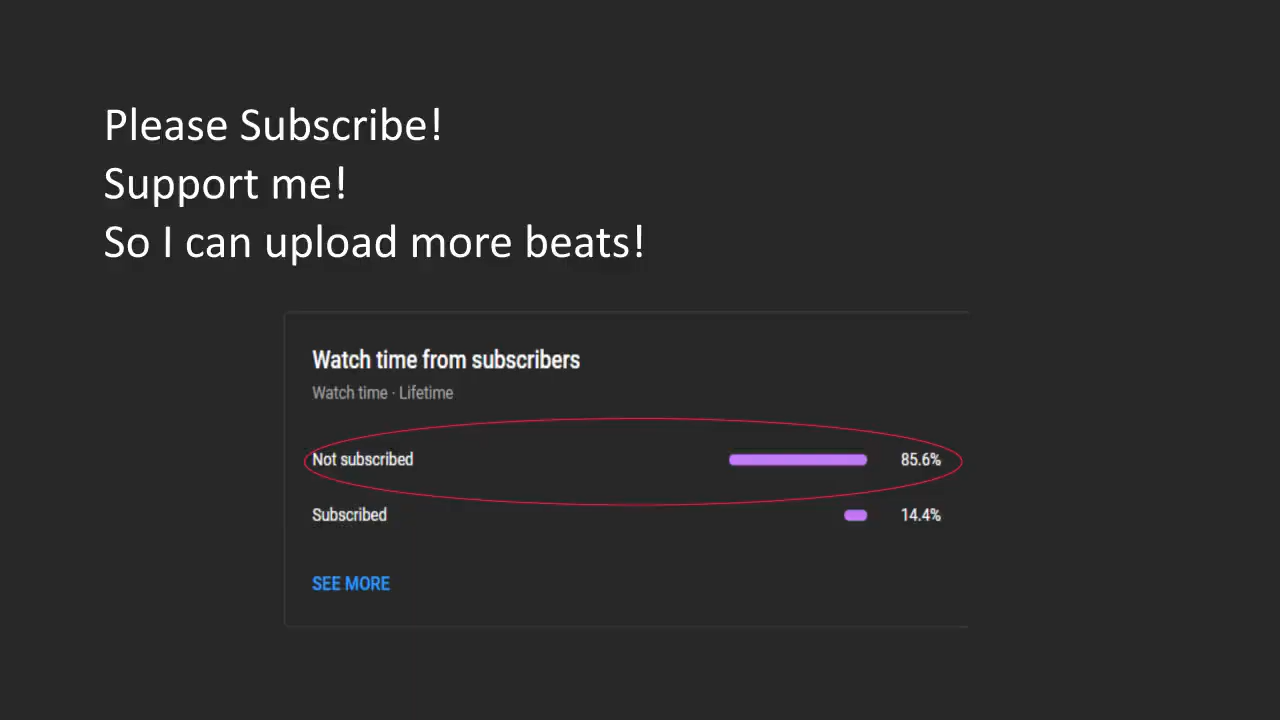 Please Subscribe!
Support me!
So I can upload more beats!
Watch time from subscribers
Watch time · Lifetime
Not subscribed 85.6%
Subscribed 14.4%
SEE MORE